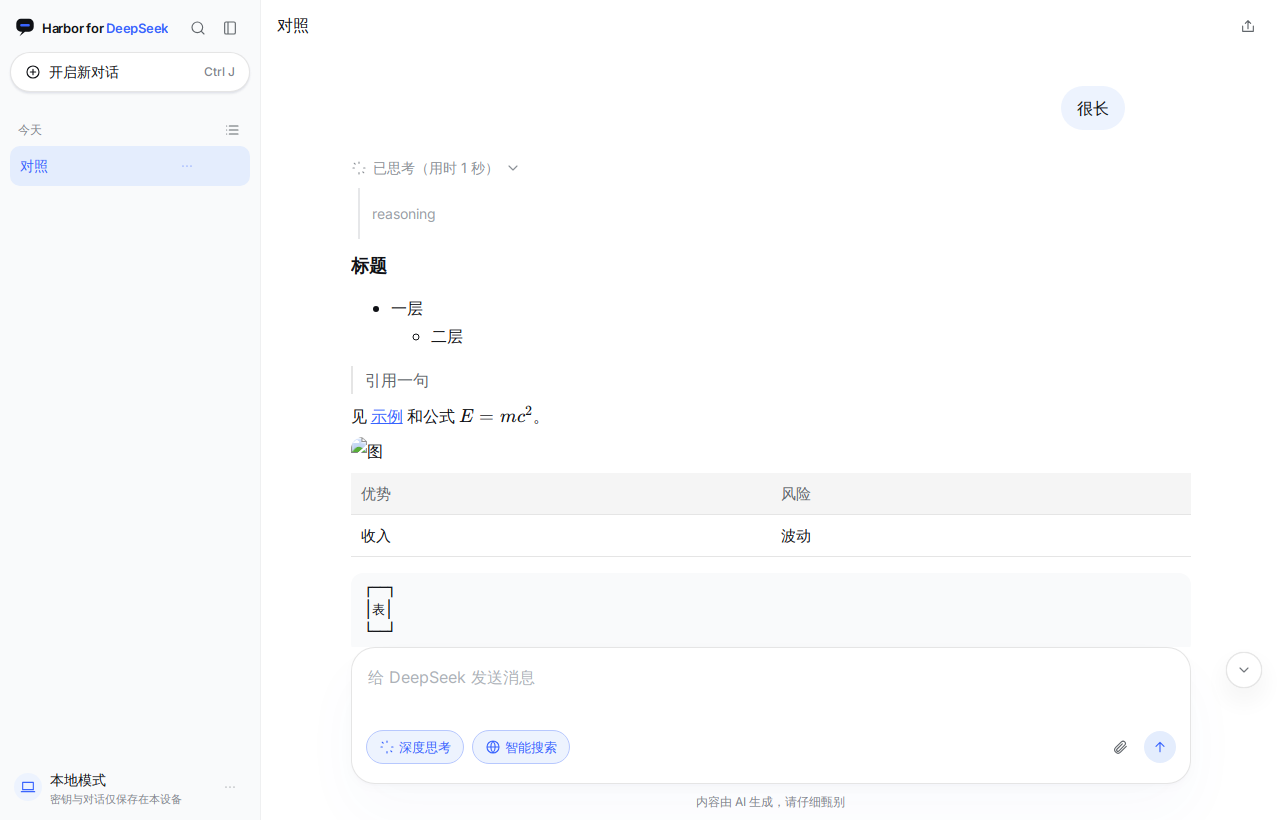 Harbor for DeepSeek
开启新对话 Ctrl J
今天
对照 ···
本地模式
密钥与对话仅保存在本设备
对照
很长
已思考（用时 1 秒）
reasoning
标题
一层
二层
引用一句
见 示例 和公式 E = mc²。
图
优势 风险
收入 波动
┌──┐
│表│
└──┘
给 DeepSeek 发送消息
深度思考 智能搜索
内容由 AI 生成，请仔细甄别